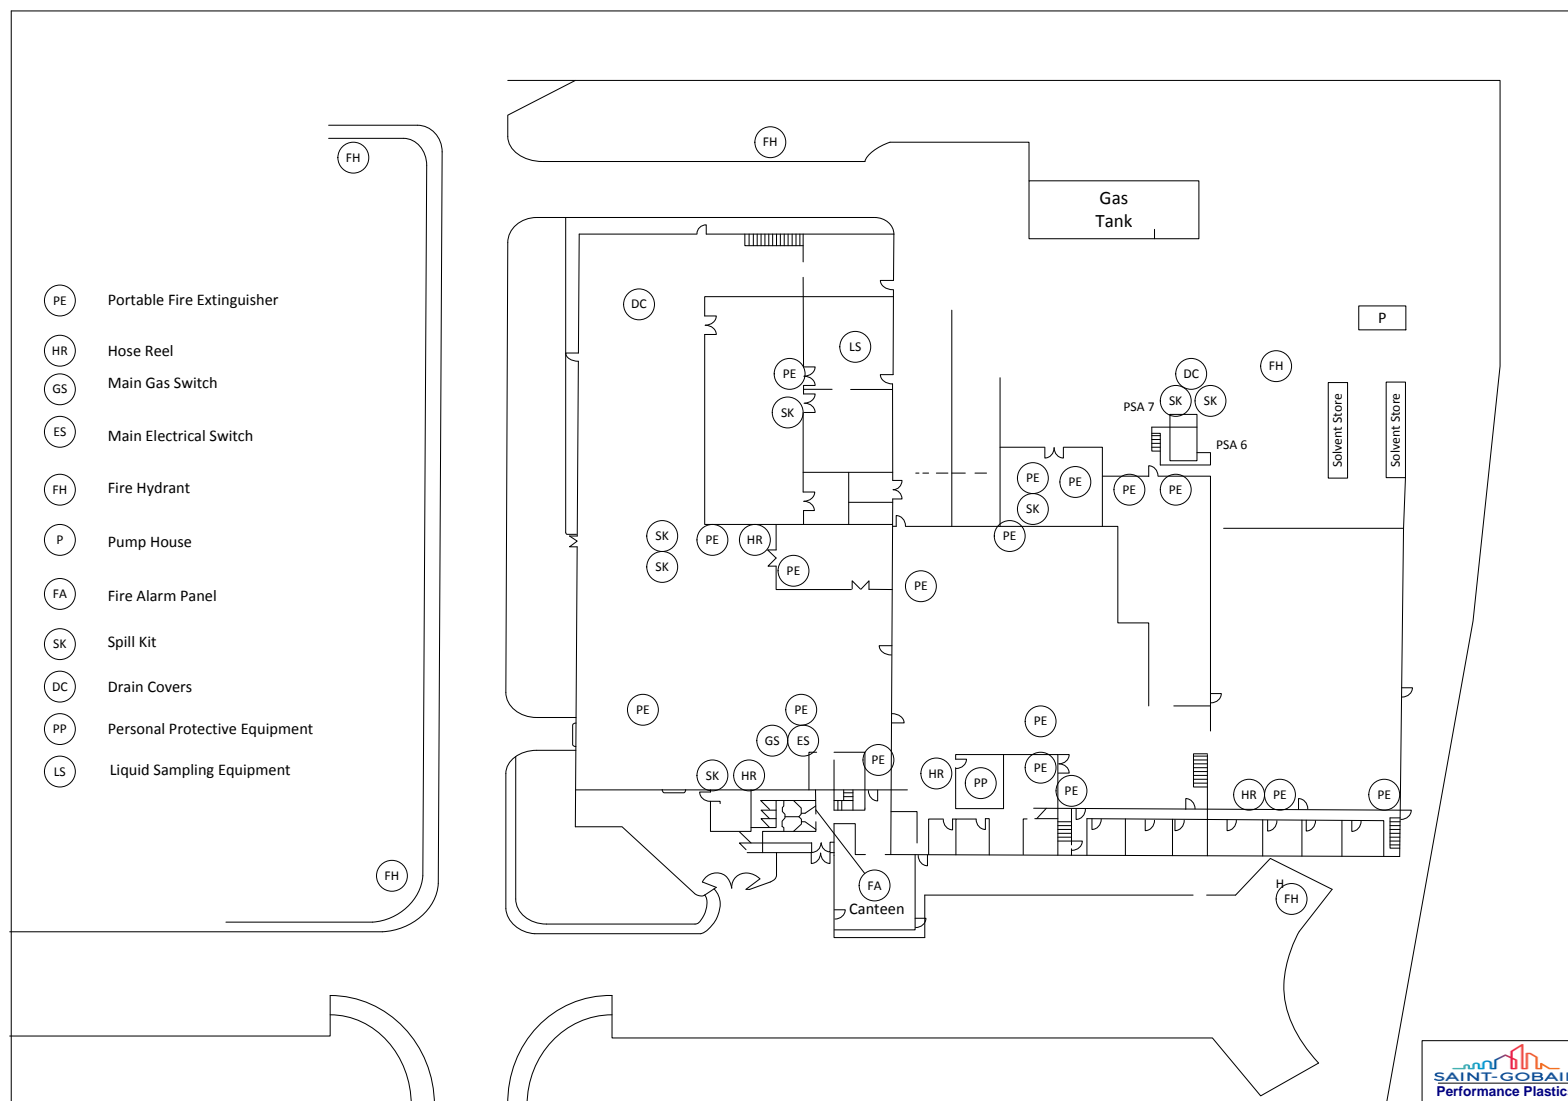 FH
FH
Gas
Tank
PE Portable Fire Extinguisher
DC
P
HR Hose Reel
LS
FH
GS Main Gas Switch
PE
DC
SK
SK
SK
PSA 7
Solvent Store
Solvent Store
ES Main Electrical Switch
PSA 6
FH Fire Hydrant
PE
PE
PE
PE
SK
P Pump House
SK
PE
HR
PE
SK
PE
PE
FA Fire Alarm Panel
SK Spill Kit
DC Drain Covers
PE
PE
PE
PP Personal Protective Equipment
GS
ES
LS Liquid Sampling Equipment
PE
SK
HR
HR
PP
PE
PE
HR
PE
PE
FH
FA
H
FH
Canteen
SAINT-GOBAI
Performance Plastic